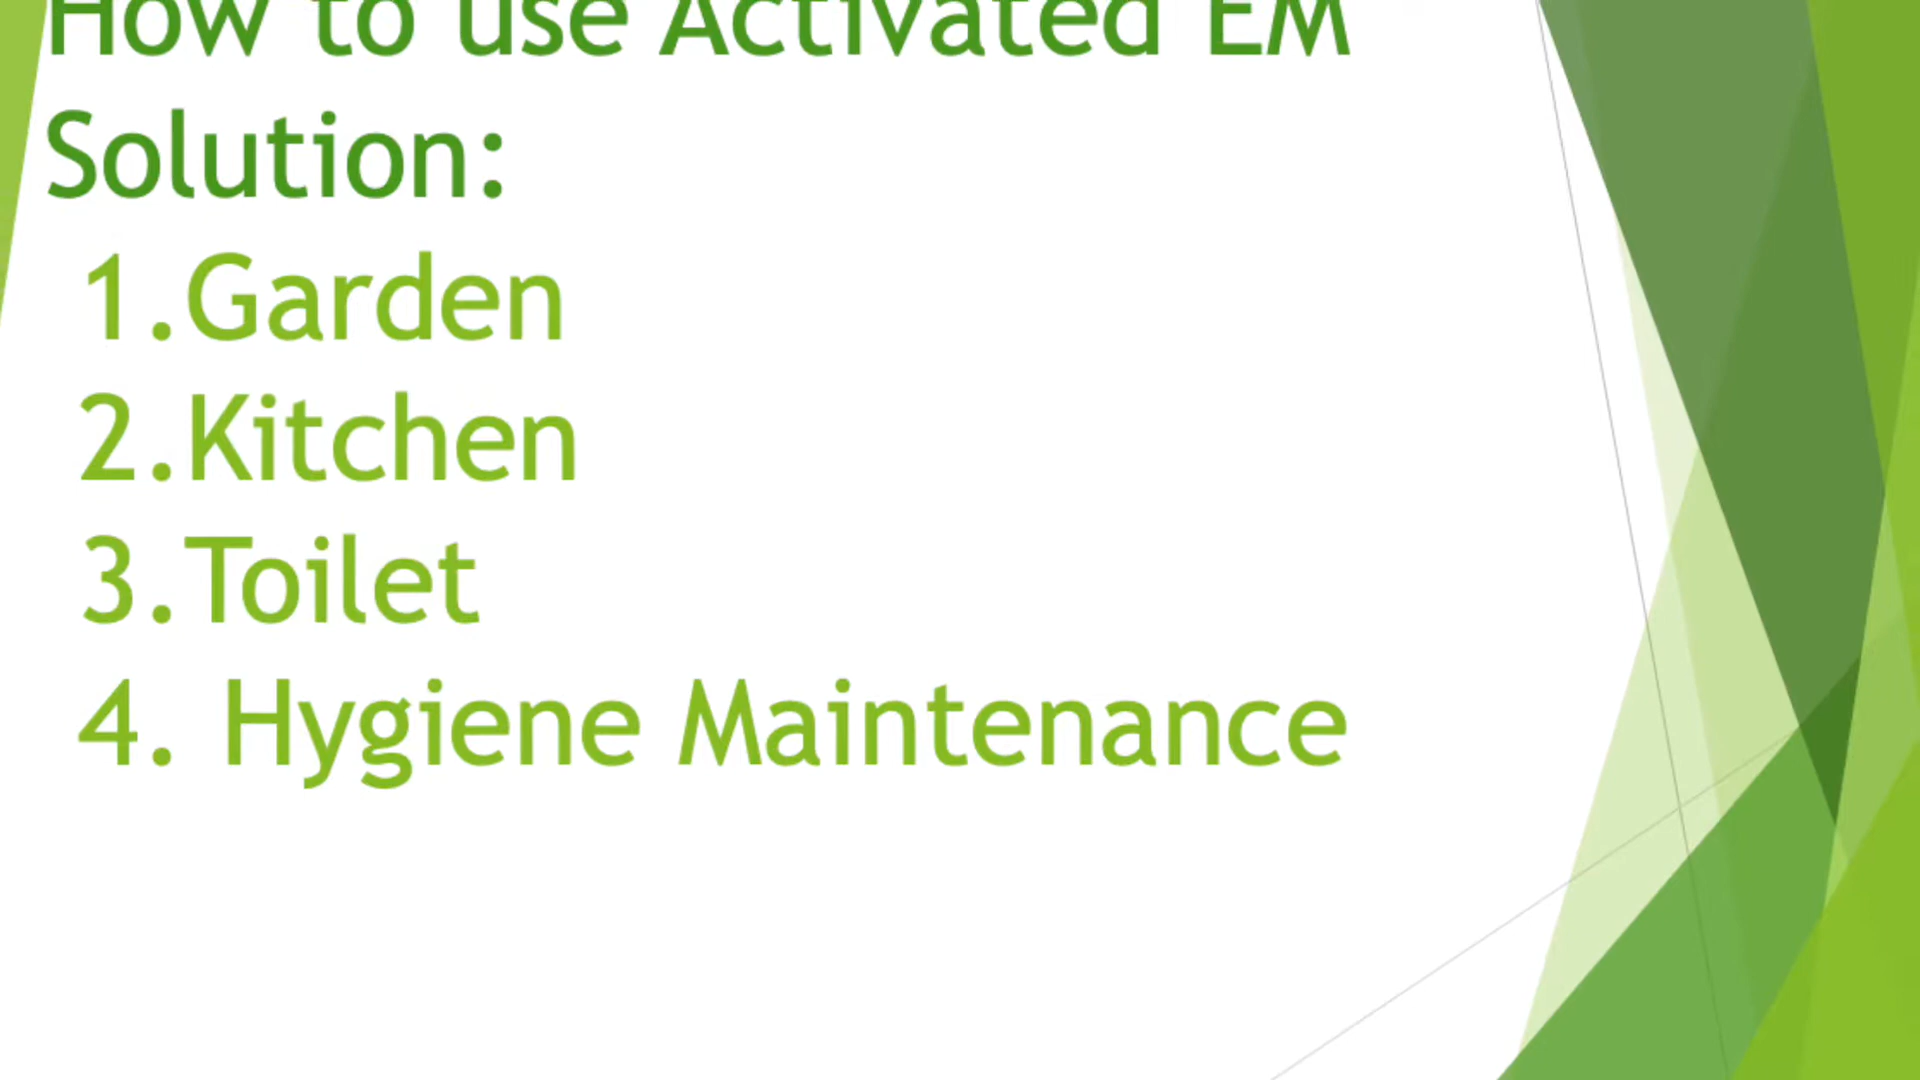 How to use Activated EM
Solution:
1.Garden
2.Kitchen
3.Toilet
4. Hygiene Maintenance